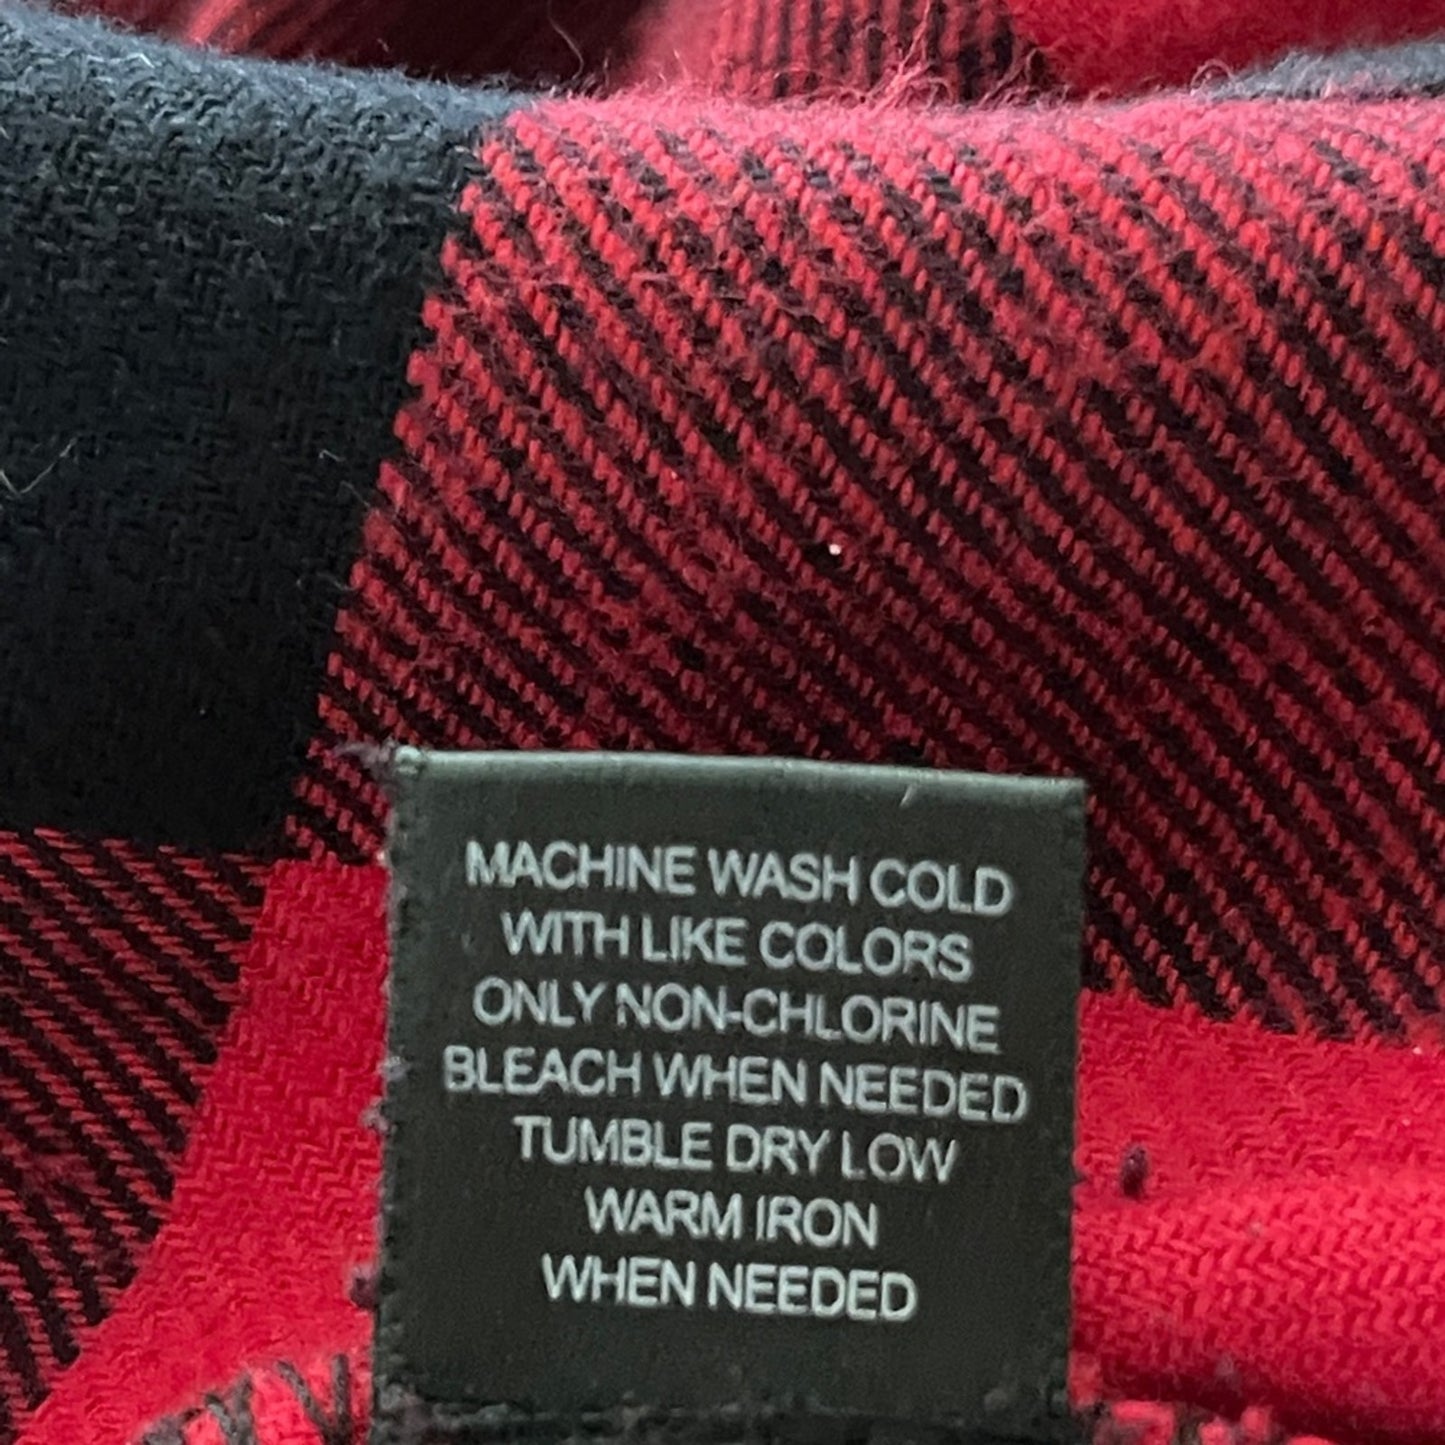 MACHINE WASH COLD
WITH LIKE COLORS
ONLY NON-CHLORINE
BLEACH WHEN NEEDED
TUMBLE DRY LOW
WARM IRON
WHEN NEEDED